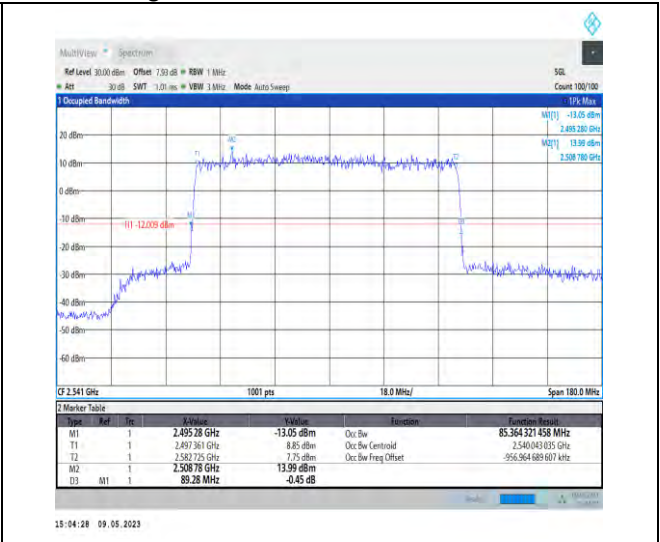 MultiView Spectrum
Ref Level 30.00 dBm Offset 7.93 dB RBW 1 MHz SGL
Att 30 dB SWT 1.01 ms VBW 3 MHz Mode Auto Sweep Count 100/100
1 Occupied Bandwidth 1Pk Max
M1[1] -13.05 dBm
2.495 280 GHz
M2[1] 13.99 dBm
2.508 780 GHz
20 dBm
M2
T1 T2
10 dBm
0 dBm
-10 dBm
H1 -12.009 dBm
-20 dBm
-30 dBm
-40 dBm
-50 dBm
-60 dBm
CF 2.541 GHz 1001 pts 18.0 MHz/ Span 180.0 MHz
2 Marker Table
Type Ref Trc X-Value Y-Value Function Function Result
M1 1 2.495 28 GHz -13.05 dBm Occ Bw 85.364 321 458 MHz
T1 1 2.497 361 GHz 8.85 dBm Occ Bw Centroid 2.540 043 035 GHz
T2 1 2.582 725 GHz 7.75 dBm Occ Bw Freq Offset -956.964 689 607 kHz
M2 1 2.508 78 GHz 13.99 dBm
D3 M1 1 89.28 MHz -0.45 dB
15:04:28 09.05.2023